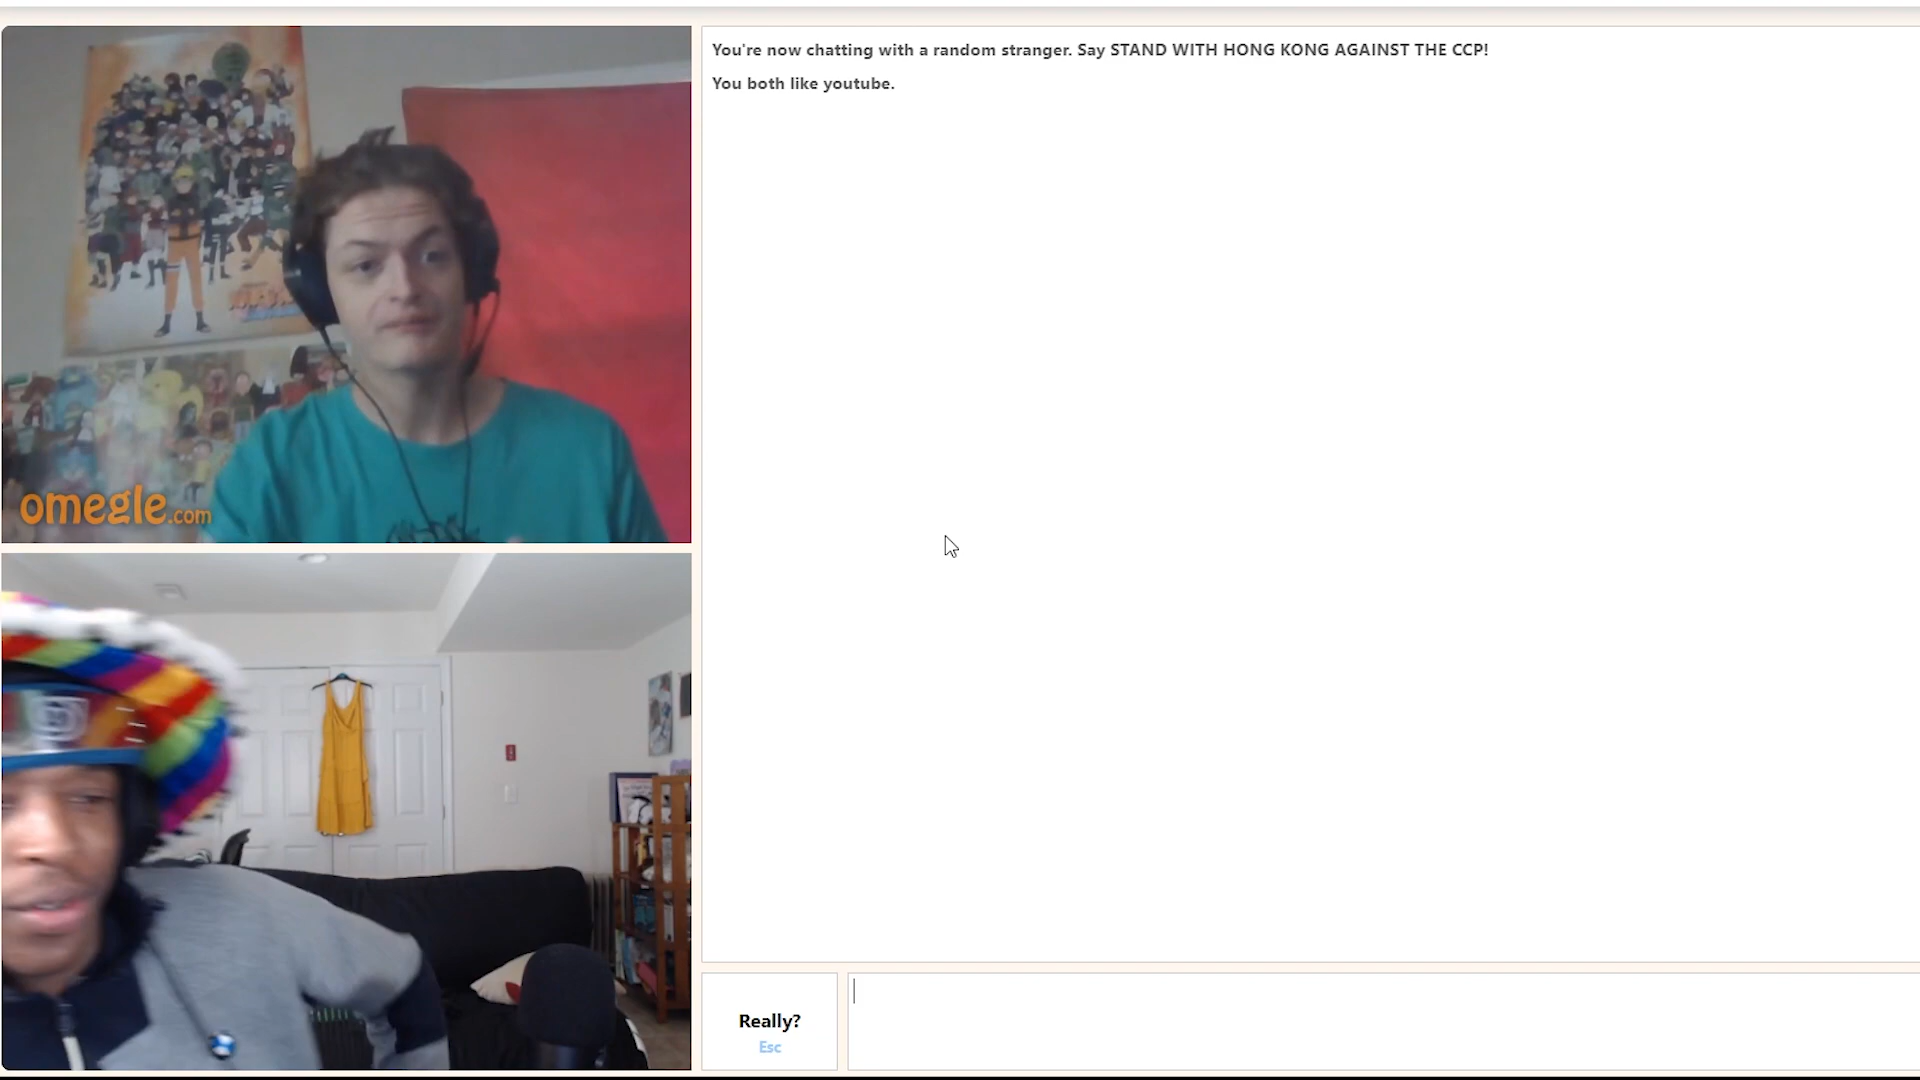 You're now chatting with a random stranger. Say STAND WITH HONG KONG AGAINST THE CCP!
You both like youtube.
omegle.com
Really?
Esc